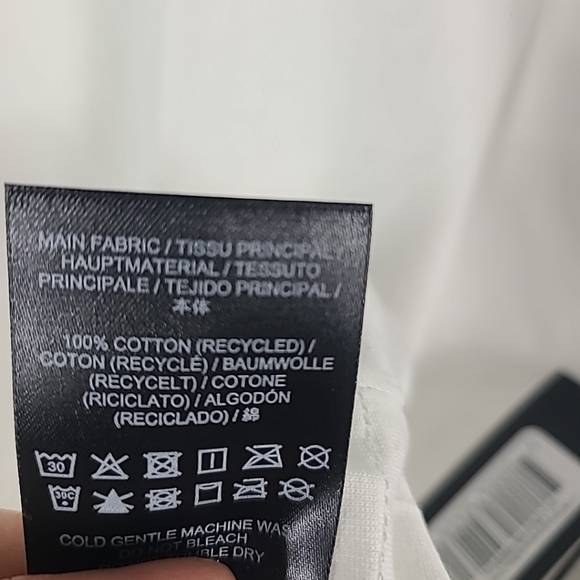 MAIN FABRIC / TISSU PRINCIPAL /
HAUPTMATERIAL / TESSUTO
PRINCIPALE / TEJIDO PRINCIPAL /
本体
100% COTTON (RECYCLED) /
COTON (RECYCLÉ) / BAUMWOLLE
(RECYCELT) / COTONE
(RICICLATO) / ALGODÓN
(RECICLADO) / 綿
30
30C
COLD GENTLE MACHINE WAS
DO NOT BLEACH
DRY